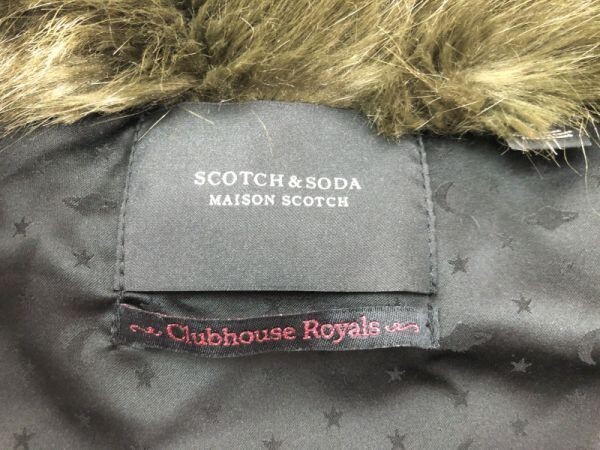 SCOTCH & SODA
MAISON SCOTCH
Clubhouse Royals